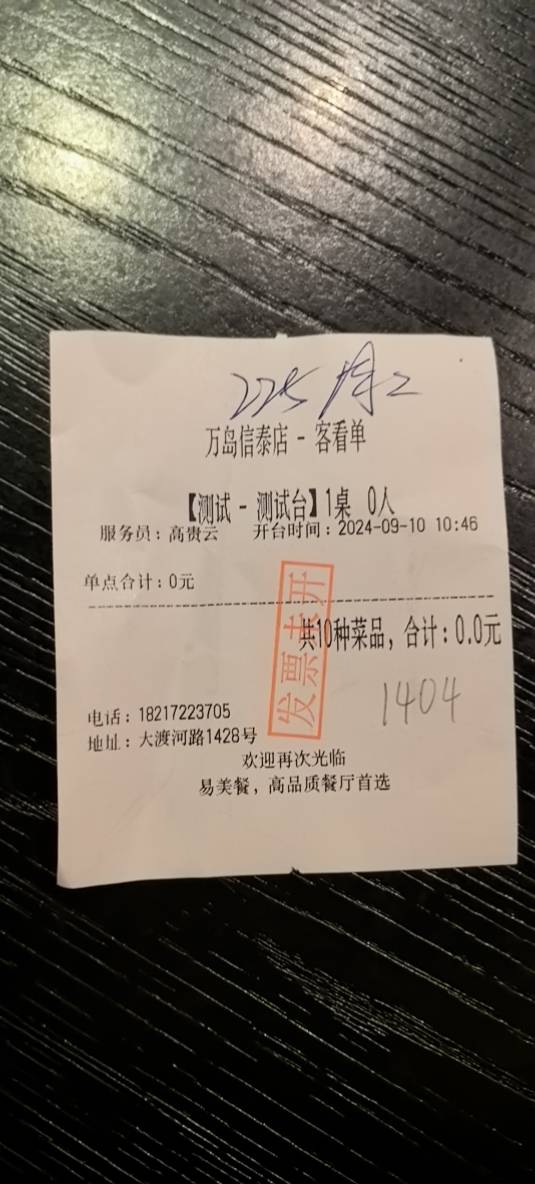 225 月2
万岛信泰店 - 客看单
【测试 - 测试台】1桌 0人
服务员：高贵云 开台时间：2024-09-10 10:46
单点合计：0元
共10种菜品，合计：0.0元
发票未开
1404
电话：18217223705
地址：大渡河路1428号
欢迎再次光临
易美餐，高品质餐厅首选